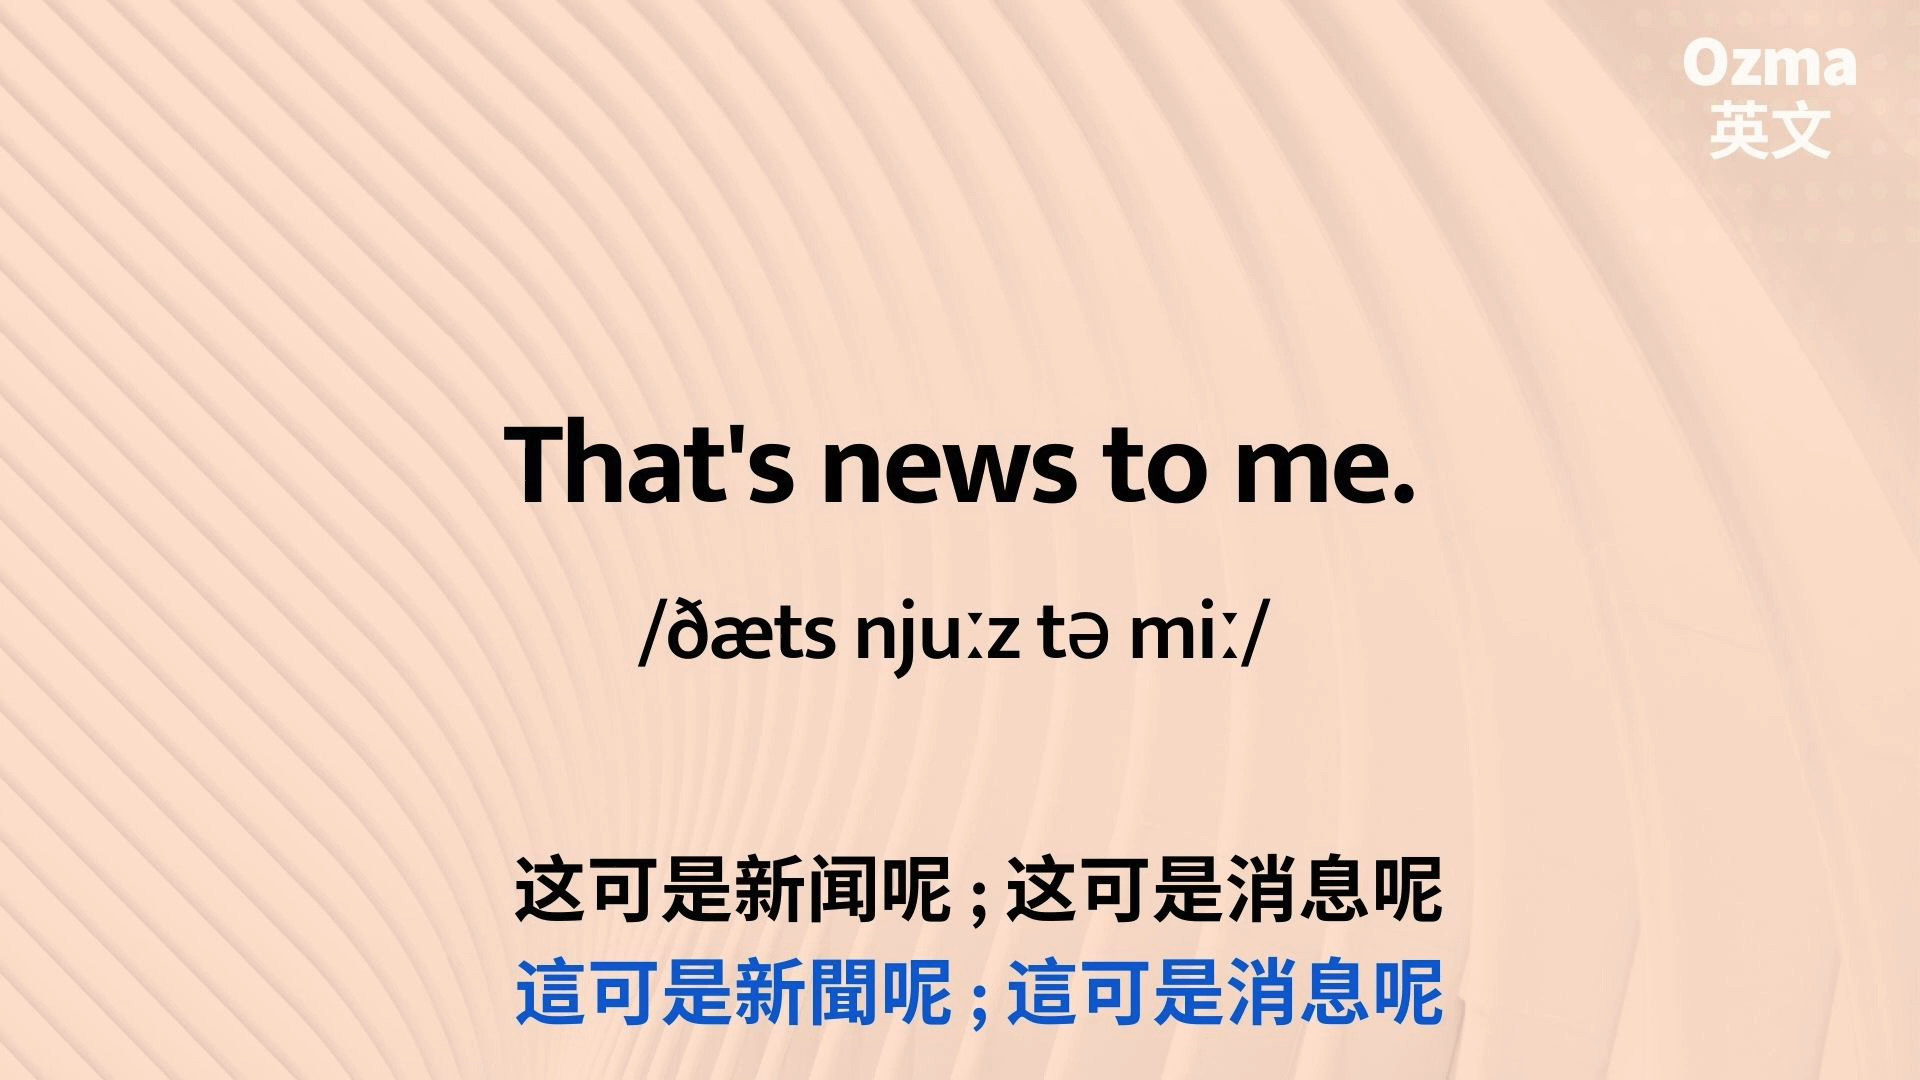 Ozma
英文
That's news to me.
/ðæts njuːz tə miː/
这可是新闻呢 ; 这可是消息呢
這可是新聞呢 ; 這可是消息呢